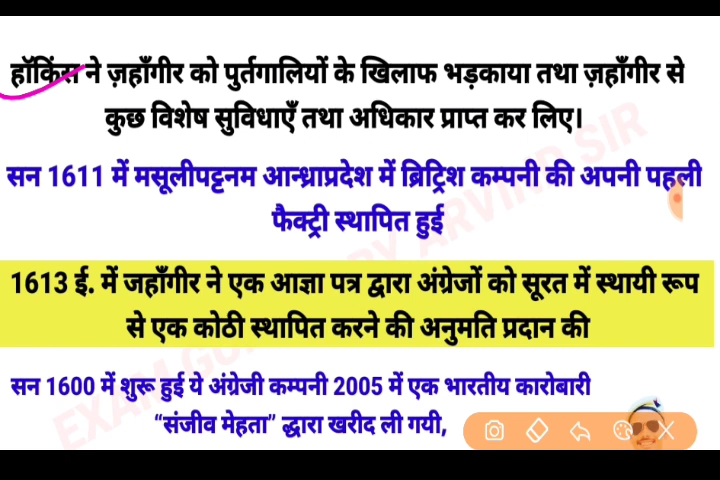 हॉकिंस ने ज़हाँगीर को पुर्तगालियों के खिलाफ भड़काया तथा ज़हाँगीर से
कुछ विशेष सुविधाएँ तथा अधिकार प्राप्त कर लिए।
सन 1611 में मसूलीपट्टनम आन्ध्राप्रदेश में ब्रिट्रिश कम्पनी की अपनी पहली
फैक्ट्री स्थापित हुई
1613 ई. में जहाँगीर ने एक आज्ञा पत्र द्वारा अंग्रेजों को सूरत में स्थायी रूप
से एक कोठी स्थापित करने की अनुमति प्रदान की
सन 1600 में शुरू हुई ये अंग्रेजी कम्पनी 2005 में एक भारतीय कारोबारी
“संजीव मेहता” द्धारा खरीद ली गयी,